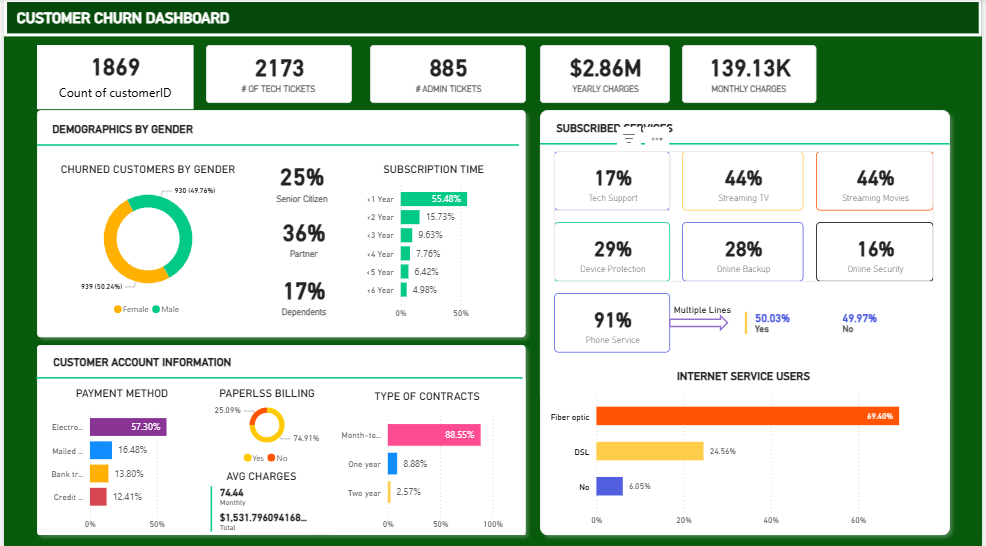 CUSTOMER CHURN DASHBOARD
1869
Count of customerID
2173
# OF TECH TICKETS
885
# ADMIN TICKETS
$2.86M
YEARLY CHARGES
139.13K
MONTHLY CHARGES
DEMOGRAPHICS BY GENDER
CHURNED CUSTOMERS BY GENDER
930 (49.76%)
939 (50.24%)
Female Male
25%
Senior Citizen
36%
Partner
17%
Dependents
SUBSCRIPTION TIME
<1 Year 55.48%
<2 Year 15.73%
<3 Year 9.63%
<4 Year 7.76%
<5 Year 6.42%
<6 Year 4.98%
0% 50%
CUSTOMER ACCOUNT INFORMATION
PAYMENT METHOD
Electro... 57.30%
Mailed ... 16.48%
Bank tr... 13.80%
Credit ... 12.41%
0% 50%
PAPERLSS BILLING
25.09%
74.91%
Yes No
AVG CHARGES
74.44
Monthly
$1,531.796094168...
Total
TYPE OF CONTRACTS
Month-to... 88.55%
One year 8.88%
Two year 2.57%
0% 50% 100%
SUBSCRIBED SERVICES
17%
Tech Support
44%
Streaming TV
44%
Streaming Movies
29%
Device Protection
28%
Online Backup
16%
Online Security
91%
Phone Service
Multiple Lines
50.03%
Yes
49.97%
No
INTERNET SERVICE USERS
Fiber optic 69.40%
DSL 24.56%
No 6.05%
0% 20% 40% 60%